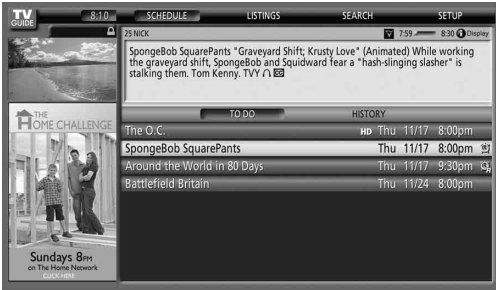 TV
GUIDE
8:10
SCHEDULE
LISTINGS
SEARCH
SETUP
25 NICK
7:59
8:30
Display
SpongeBob SquarePants "Graveyard Shift; Krusty Love" (Animated) While working
the graveyard shift, SpongeBob and Squidward fear a "hash-slinging slasher" is
stalking them. Tom Kenny. TVY
TO DO
HISTORY
The O.C. HD Thu 11/17 8:00pm
SpongeBob SquarePants Thu 11/17 8:00pm
Around the World in 80 Days Thu 11/17 9:30pm
Battlefield Britain Thu 11/24 8:00pm
THE
HOME CHALLENGE
Sundays 8PM
on The Home Network
CLICK HERE